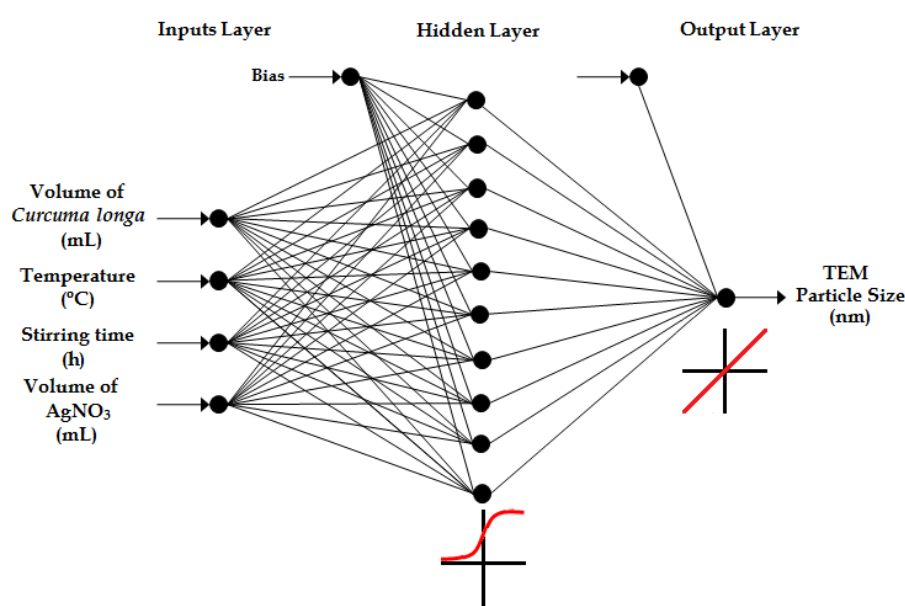 Inputs Layer
Hidden Layer
Output Layer
Bias
Volume of
Curcuma longa
(mL)
Temperature
(ºC)
Stirring time
(h)
Volume of
AgNO₃
(mL)
TEM
Particle Size
(nm)